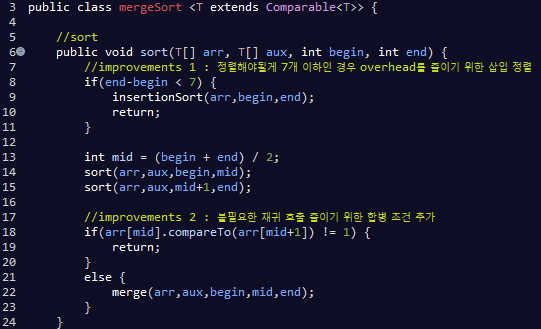 3 public class mergeSort <T extends Comparable<T>> {
4
5 //sort
6 public void sort(T[] arr, T[] aux, int begin, int end) {
7 //improvements 1 : 정렬해야될게 7개 이하인 경우 overhead를 줄이기 위한 삽입 정렬
8 if(end-begin < 7) {
9 insertionSort(arr,begin,end);
10 return;
11 }
12
13 int mid = (begin + end) / 2;
14 sort(arr,aux,begin,mid);
15 sort(arr,aux,mid+1,end);
16
17 //improvements 2 : 불필요한 재귀 호출 줄이기 위한 합병 조건 추가
18 if(arr[mid].compareTo(arr[mid+1]) != 1) {
19 return;
20 }
21 else {
22 merge(arr,aux,begin,mid,end);
23 }
24 }